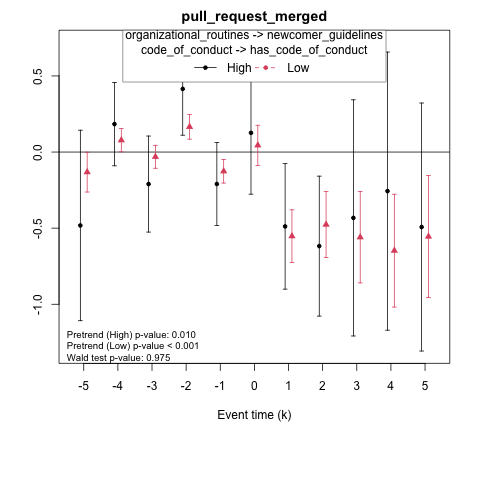 pull_request_merged
organizational_routines -> newcomer_guidelines
code_of_conduct -> has_code_of_conduct
High Low
0.5
0.0
-0.5
-1.0
Pretrend (High) p-value: 0.010
Pretrend (Low) p-value < 0.001
Wald test p-value: 0.975
-5 -4 -3 -2 -1 0 1 2 3 4 5
Event time (k)